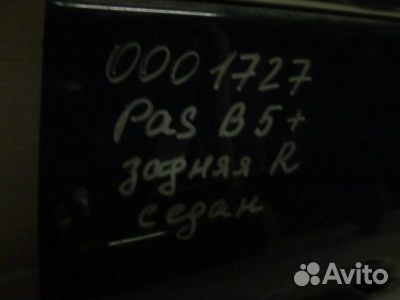 0001727
Pas B5+
задняя R
седан
Avito